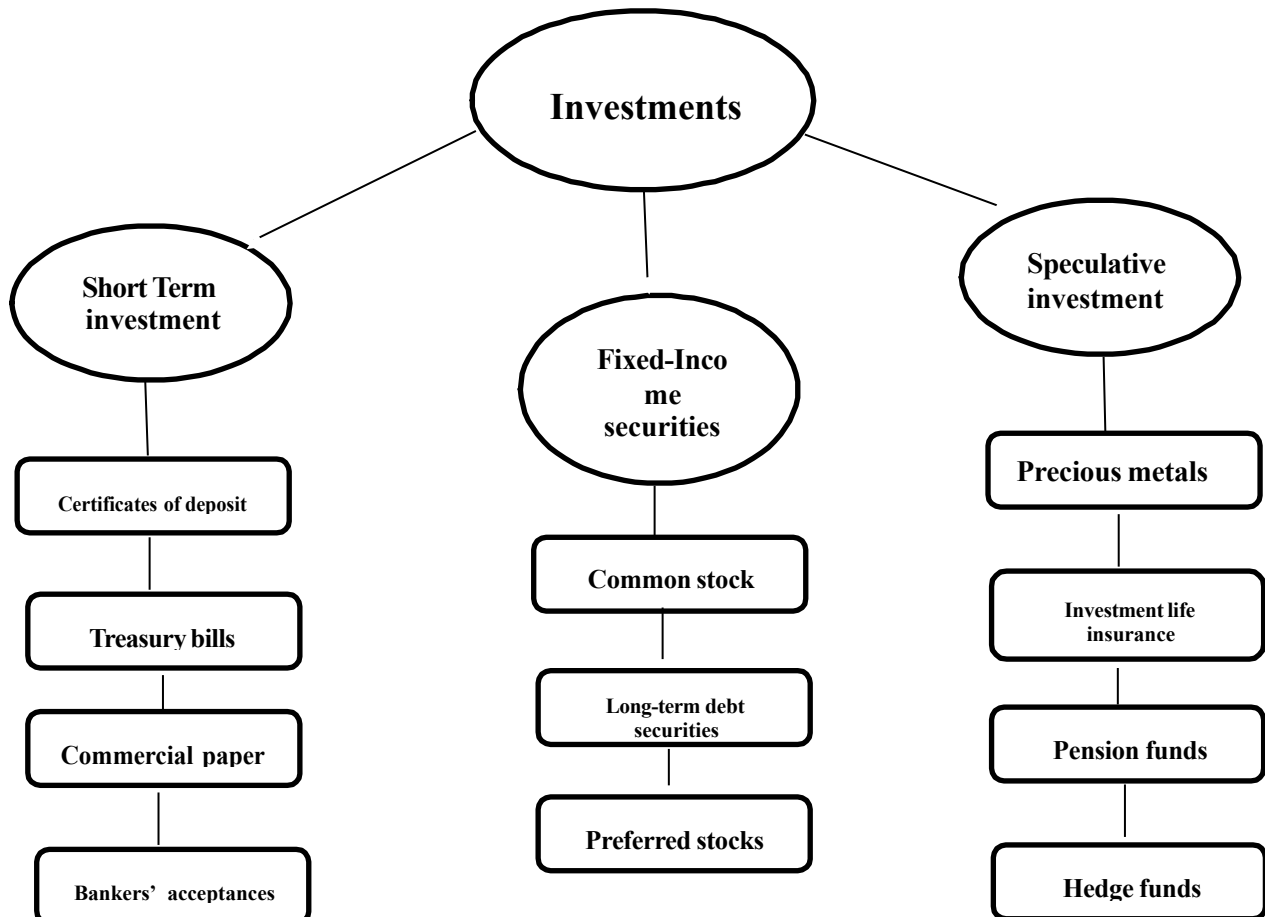 Investments
Short Term
investment
Certificates of deposit
Treasury bills
Commercial paper
Bankers’ acceptances
Fixed-Inco
me
securities
Common stock
Long-term debt
securities
Preferred stocks
Speculative
investment
Precious metals
Investment life
insurance
Pension funds
Hedge funds